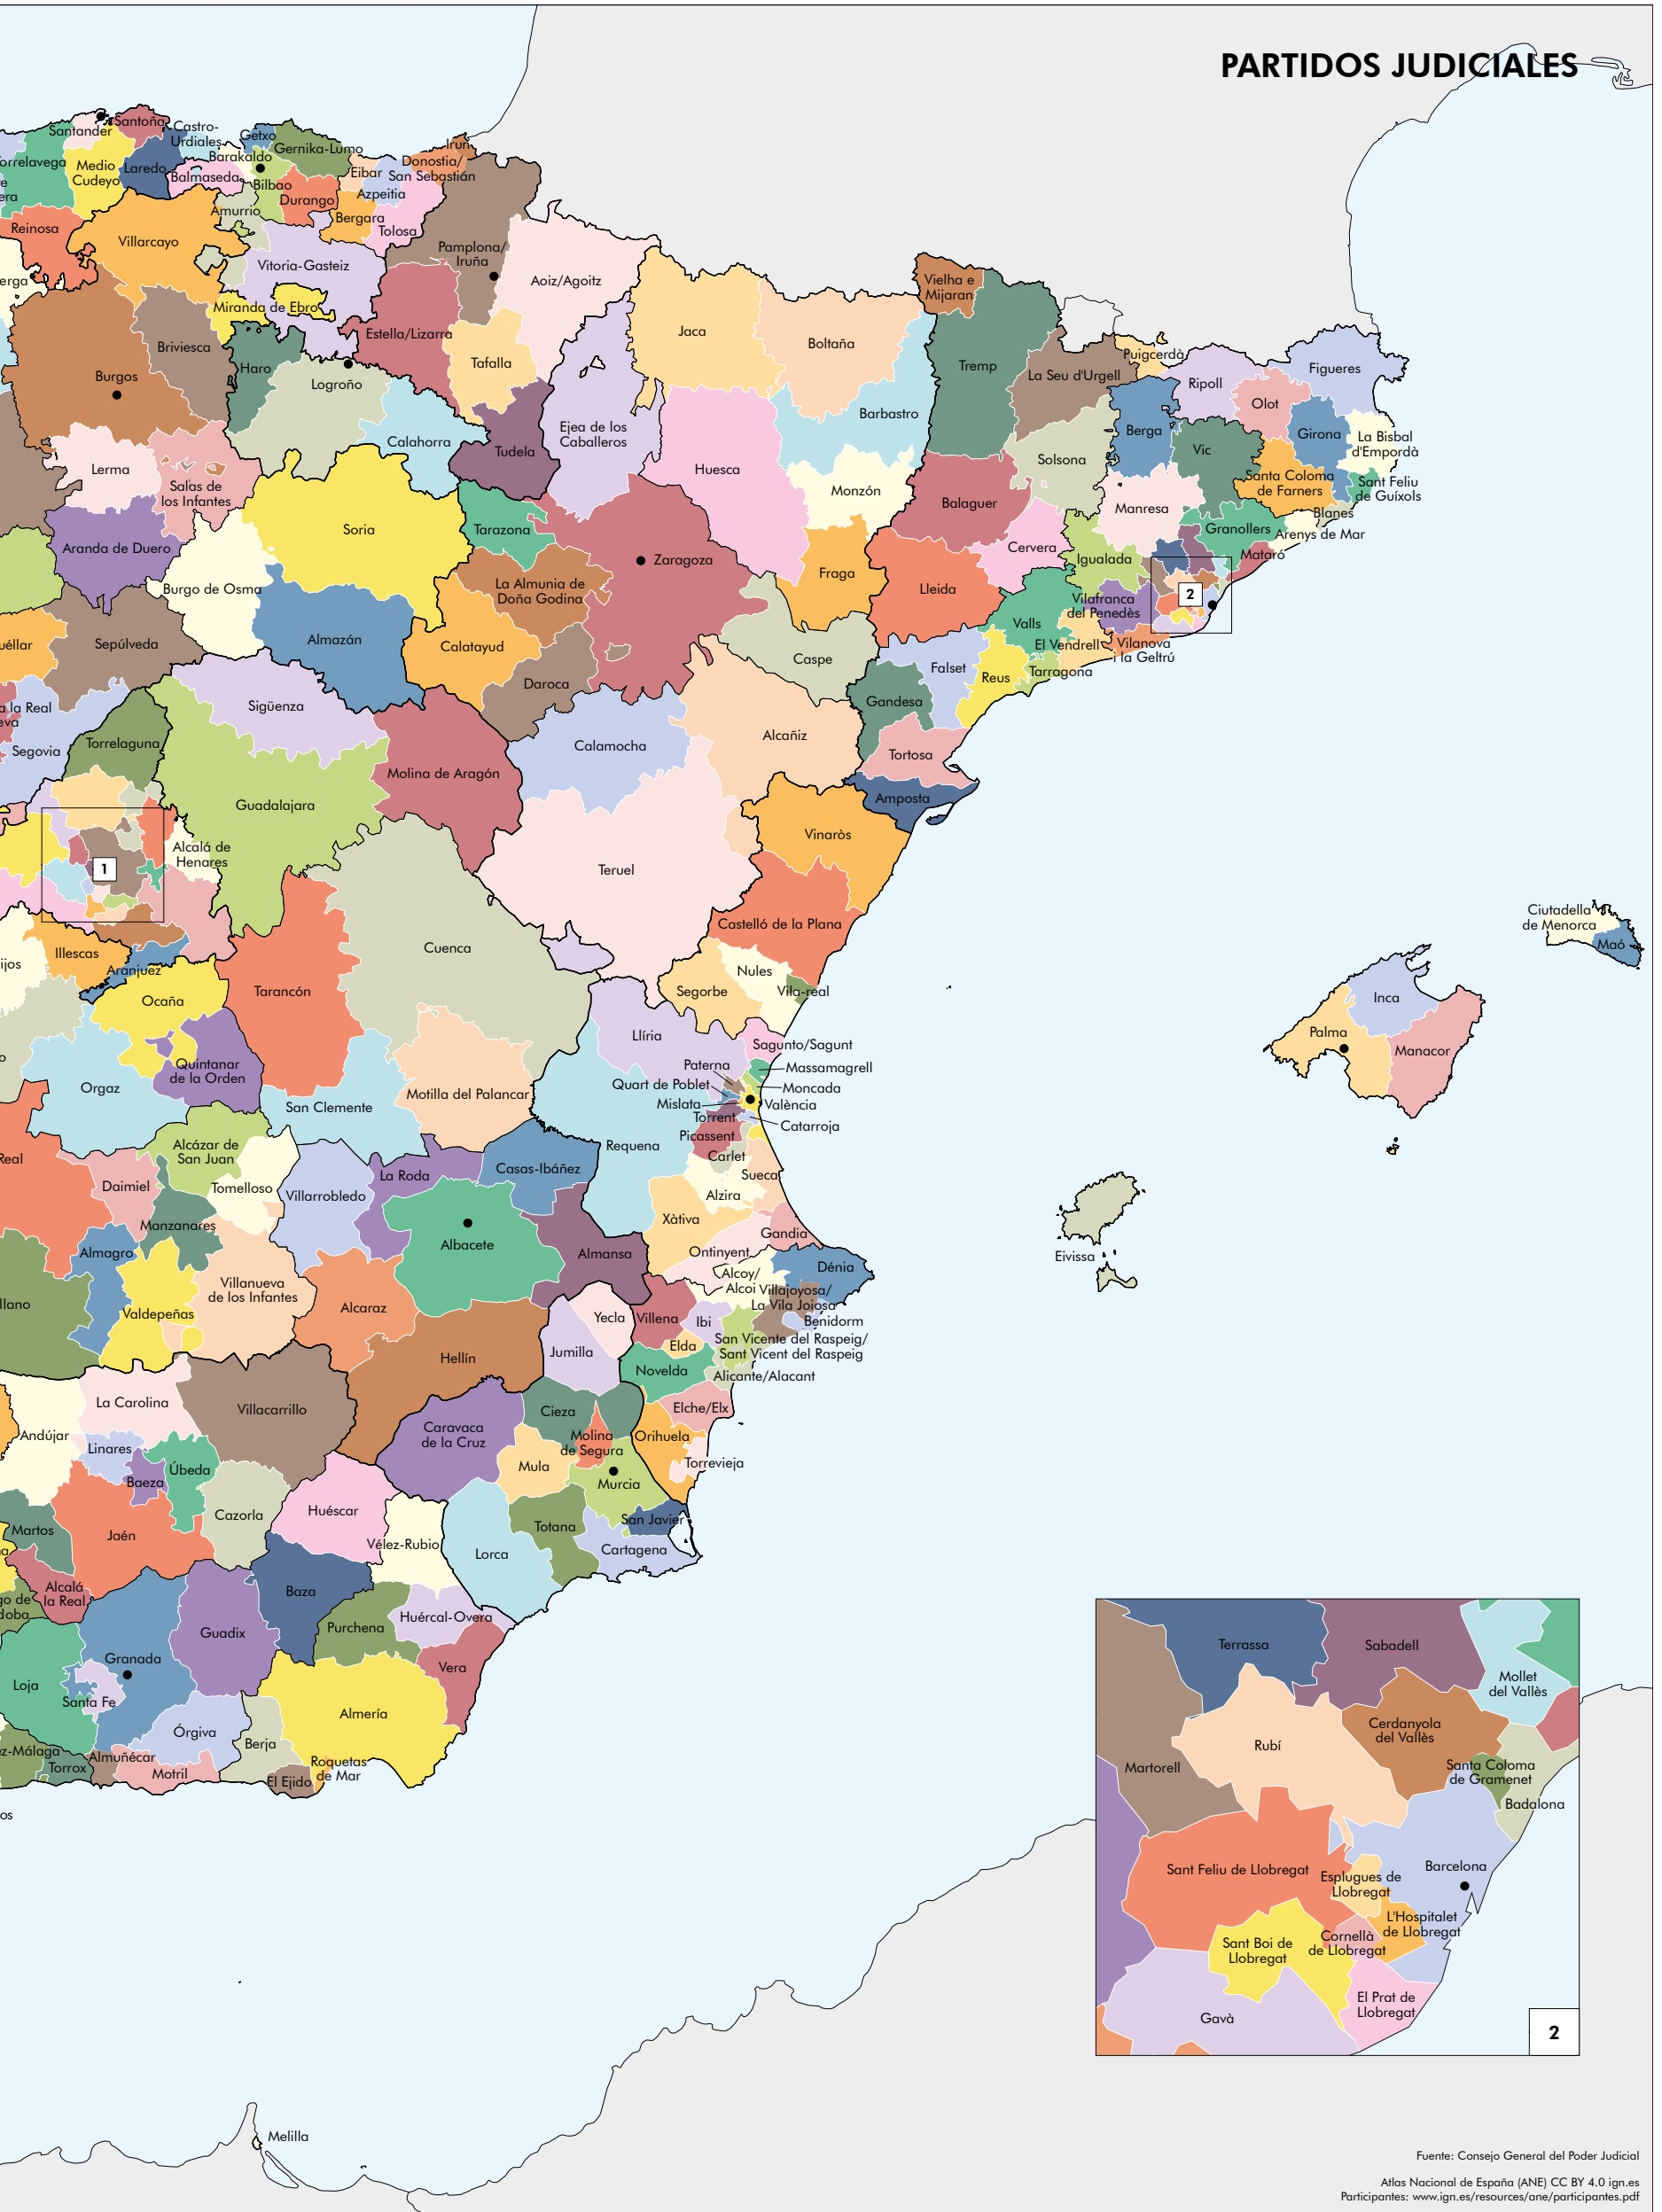 PARTIDOS JUDICIALES
Santander
Santoña
Castro-
Urdiales
Getxo
Gernika-Lumo
Irun
Medio
Cudeyo
Laredo
Barakaldo
Balmaseda
Bilbao
Eibar
Donostia/
San Sebastián
Azpeitia
Durango
Amurrio
Bergara
Tolosa
Reinosa
Villarcayo
Vitoria-Gasteiz
Pamplona/
Iruña
Aoiz/Agoitz
Vielha e
Mijaran
Miranda de Ebro
Estella/Lizarra
Jaca
Boltaña
Briviesca
Haro
Tafalla
Tremp
La Seu d'Urgell
Puigcerdà
Ripoll
Figueres
Burgos
Logroño
Olot
Calahorra
Ejea de los
Caballeros
Barbastro
Berga
Girona
La Bisbal
d'Empordà
Tudela
Vic
Lerma
Salas de
los Infantes
Huesca
Solsona
Santa Coloma
de Farners
Sant Feliu
de Guíxols
Monzón
Balaguer
Manresa
Blanes
Soria
Tarazona
Granollers
Arenys de Mar
Aranda de Duero
Zaragoza
Cervera
Igualada
Mataró
Burgo de Osma
La Almunia de
Doña Godina
Fraga
Lleida
2
Vilafranca
del Penedès
Almazán
Calatayud
Valls
Sepúlveda
El Vendrell
Vilanova
i la Geltrú
Caspe
Falset
Reus
Tarragona
Daroca
Sigüenza
Gandesa
Torrelaguna
Segovia
Calamocha
Alcañiz
Tortosa
Molina de Aragón
Guadalajara
Amposta
Vinaròs
Alcalá de
Henares
1
Teruel
Castelló de la Plana
Ciutadella
de Menorca
Maó
Illescas
Cuenca
Aranjuez
Nules
Segorbe
Vila-real
Inca
Ocaña
Tarancón
Llíria
Palma
Manacor
Sagunto/Sagunt
Quintanar
de la Orden
Orgaz
Paterna
Massamagrell
Quart de Poblet
Moncada
Motilla del Palancar
Mislata
València
San Clemente
Torrent
Catarroja
Picassent
Requena
Carlet
Alcázar de
San Juan
Casas-Ibáñez
La Roda
Sueca
Daimiel
Tomelloso
Villarrobledo
Alzira
Manzanares
Xàtiva
Gandia
Almagro
Albacete
Almansa
Ontinyent
Eivissa
Dénia
Alcoy/
Alcoi
Villanueva
de los Infantes
Villajoyosa/
La Vila Joiosa
Alcaraz
Valdepeñas
Yecla
Villena
Ibi
Benidorm
Elda
San Vicente del Raspeig/
Sant Vicent del Raspeig
Hellín
Jumilla
Novelda
Alicante/Alacant
La Carolina
Villacarrillo
Cieza
Elche/Elx
Andújar
Caravaca
de la Cruz
Molina
de Segura
Orihuela
Linares
Mula
Torrevieja
Úbeda
Baeza
Murcia
Cazorla
Huéscar
Martos
Jaén
Totana
San Javier
Vélez-Rubio
Lorca
Cartagena
Alcalá
la Real
Baza
Purchena
Huércal-Overa
Guadix
Granada
Vera
Loja
Santa Fe
Almería
Órgiva
Berja
Almuñécar
Torrox
Motril
El Ejido
Roquetas
de Mar
Terrassa
Sabadell
Mollet
del Vallès
Cerdanyola
del Vallès
Rubí
Martorell
Santa Coloma
de Gramenet
Badalona
Sant Feliu de Llobregat
Esplugues de
Llobregat
Barcelona
L'Hospitalet
de Llobregat
Cornellà
de Llobregat
Sant Boi de
Llobregat
El Prat de
Llobregat
Gavà
2
Melilla
Fuente: Consejo General del Poder Judicial
Atlas Nacional de España (ANE) CC BY 4.0 ign.es
Participantes: www.ign.es/resources/ane/participantes.pdf